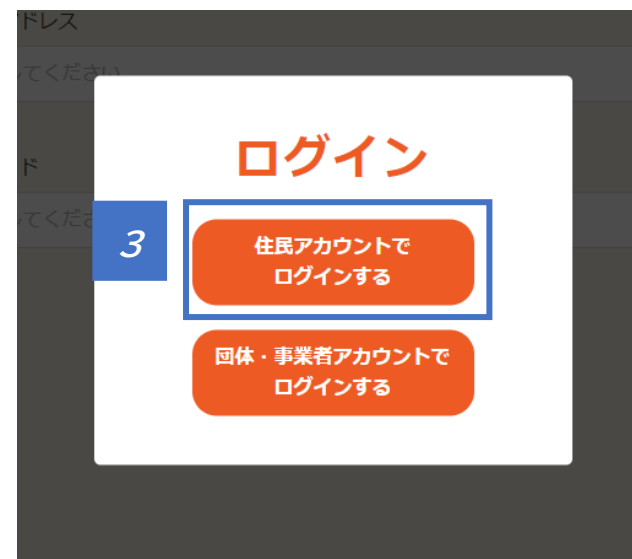 ドレス
してください
ド
してくださ
ログイン
3
住民アカウントで
ログインする
団体・事業者アカウントで
ログインする